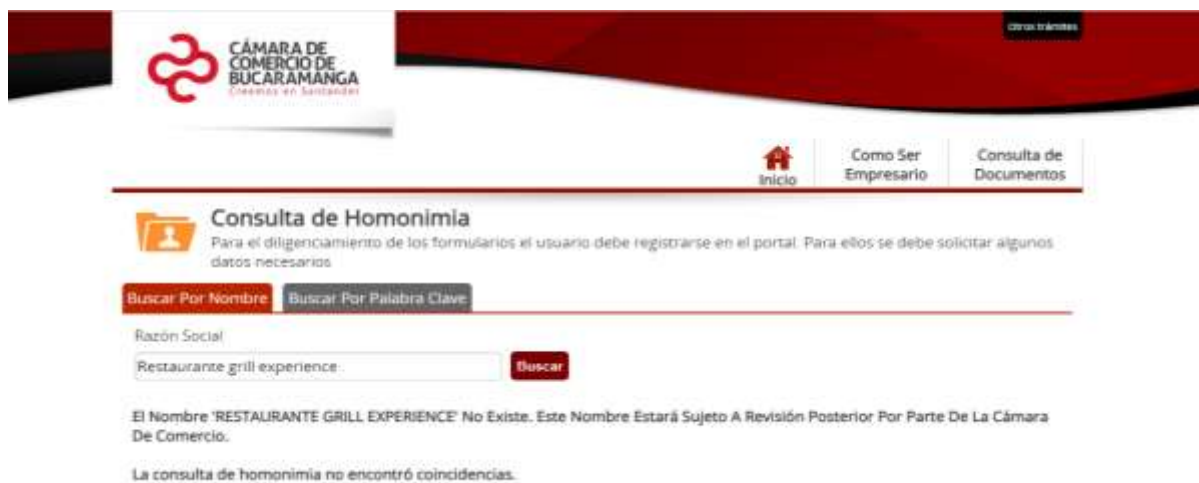 Otros trámites
CÁMARA DE
COMERCIO DE
BUCARAMANGA
Creemos en Santander
Inicio
Como Ser
Empresario
Consulta de
Documentos
Consulta de Homonimia
Para el diligenciamiento de los formularios el usuario debe registrarse en el portal. Para ellos se debe solicitar algunos
datos necesarios
Buscar Por Nombre
Buscar Por Palabra Clave
Razón Social
Restaurante grill experience
Buscar
El Nombre 'RESTAURANTE GRILL EXPERIENCE' No Existe. Este Nombre Estará Sujeto A Revisión Posterior Por Parte De La Cámara
De Comercio.
La consulta de homonimia no encontró coincidencias.